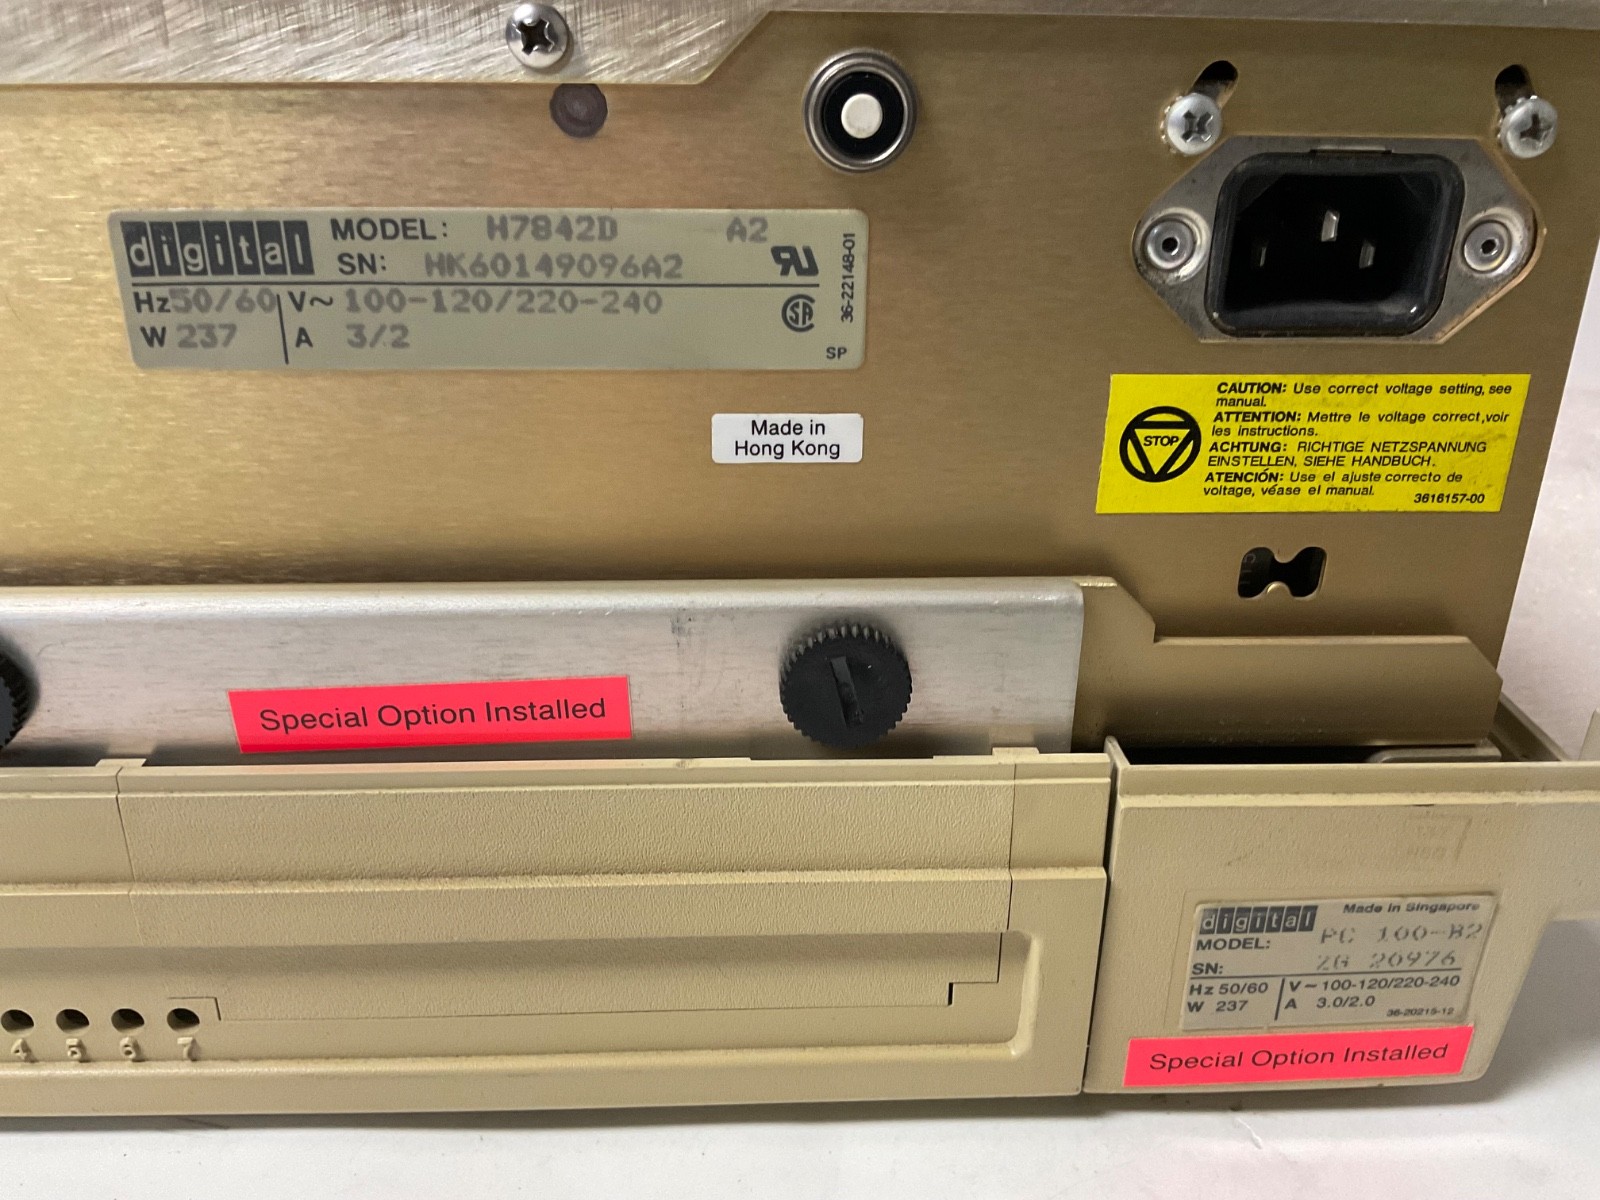 digital MODEL: H7842D A2
SN: HK60149096A2
Hz 50/60 V~ 100-120/220-240
W 237 A 3/2
SP
36-22148-01
Made in
Hong Kong
STOP
CAUTION: Use correct voltage setting, see
manual.
ATTENTION: Mettre le voltage correct,voir
les instructions.
ACHTUNG: RICHTIGE NETZSPANNUNG
EINSTELLEN, SIEHE HANDBUCH.
ATENCIÓN: Use el ajuste correcto de
voltage, véase el manual.
3616157-00
Special Option Installed
4 5 6 7
digital Made in Singapore
MODEL: PC 100-B2
SN: ZG 20976
Hz 50/60 V~ 100-120/220-240
W 237 A 3.0/2.0
36-20215-12
Special Option Installed